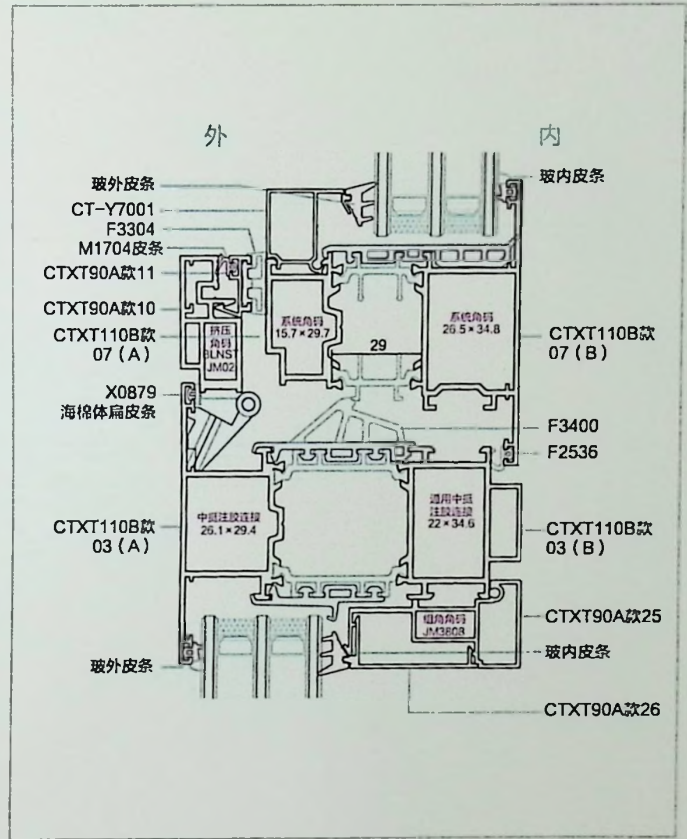 外
内
玻外皮条
玻内皮条
CT-Y7001
F3304
M1704皮条
CTXT90A款11
CTXT90A款10
CTXT110B款
07（A）
挤压
角码
BLNST
JM02
系统角码
15.7×29.7
29
系统角码
26.5×34.8
CTXT110B款
07（B）
X0879
海棉体扁皮条
F3400
F2536
CTXT110B款
03（A）
中挺注胶连接
26.1×29.4
通用中挺
注胶连接
22×34.6
CTXT110B款
03（B）
组角角码
JM3808
CTXT90A款25
玻外皮条
玻内皮条
CTXT90A款26